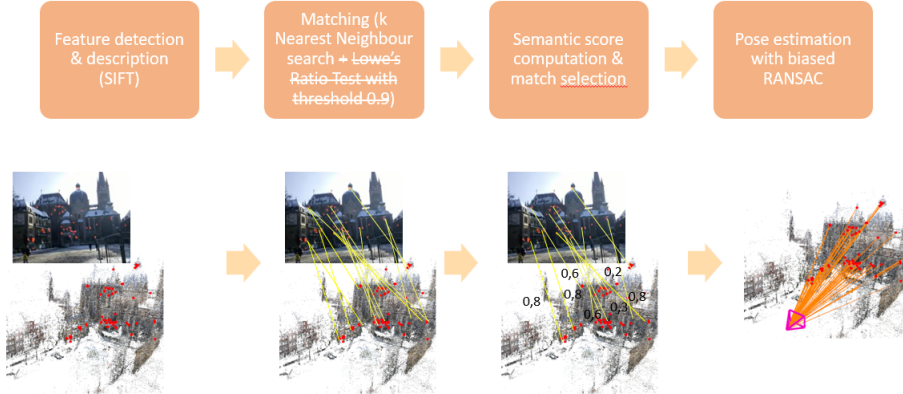 Feature detection
& description
(SIFT)
Matching (k
Nearest Neighbour
search + Lowe's
Ratio Test with
threshold 0.9)
Semantic score
computation &
match selection
Pose estimation
with biased
RANSAC
0,6
0,2
0,8
0,8
0,8
0,6
0,3